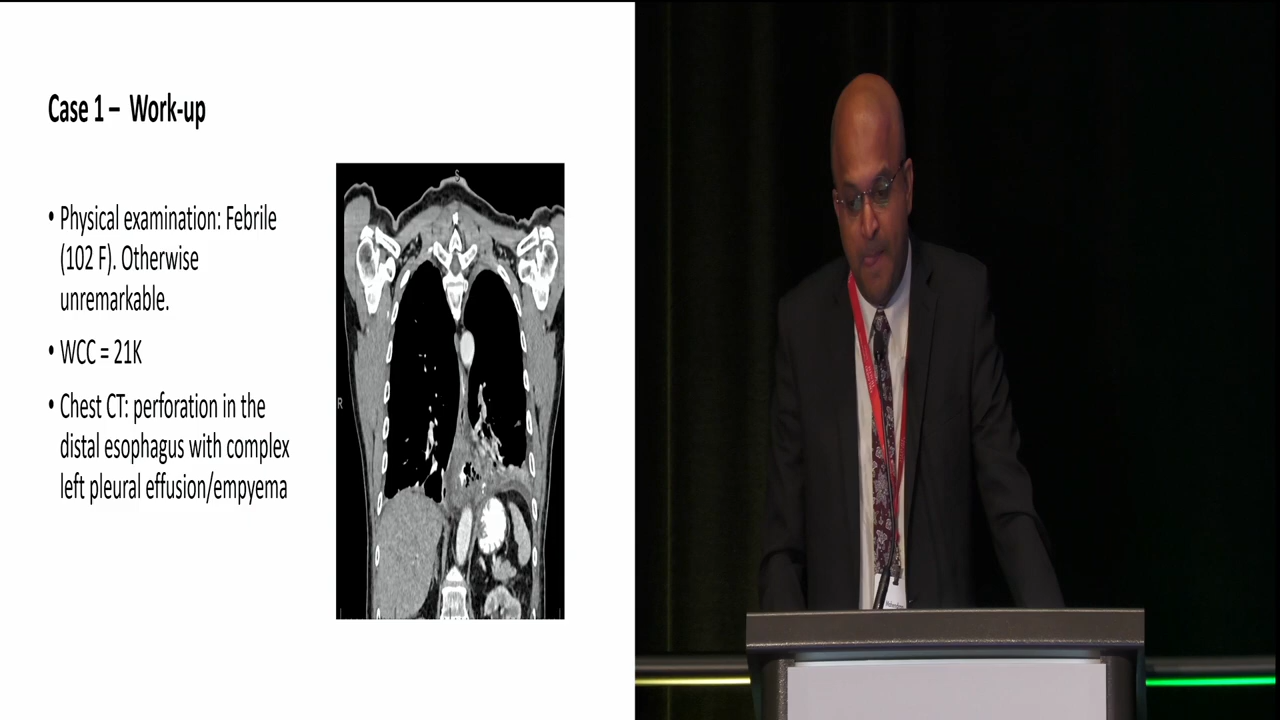 Case 1 – Work-up
• Physical examination: Febrile
(102 F). Otherwise
unremarkable.
• WCC = 21K
• Chest CT: perforation in the
distal esophagus with complex
left pleural effusion/empyema
S
R